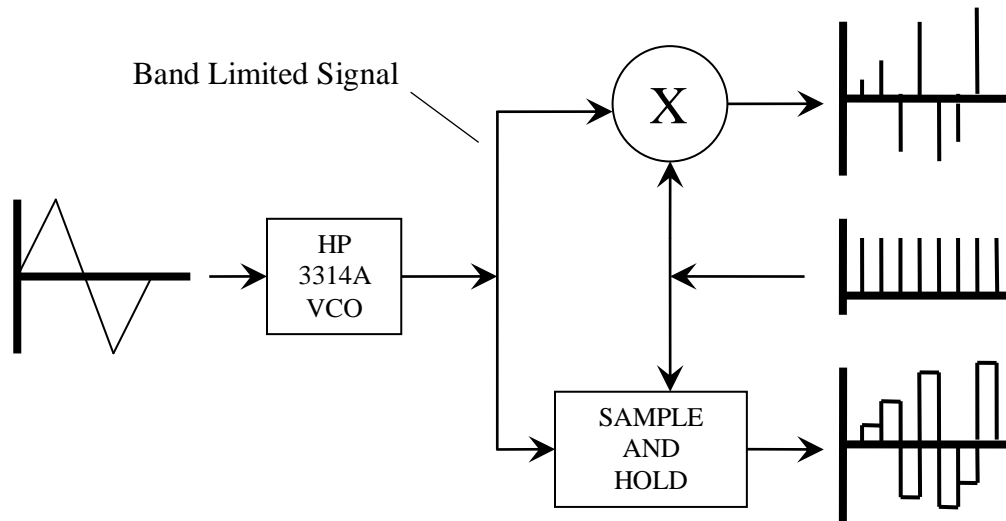 Band Limited Signal
X
HP
3314A
VCO
SAMPLE
AND
HOLD